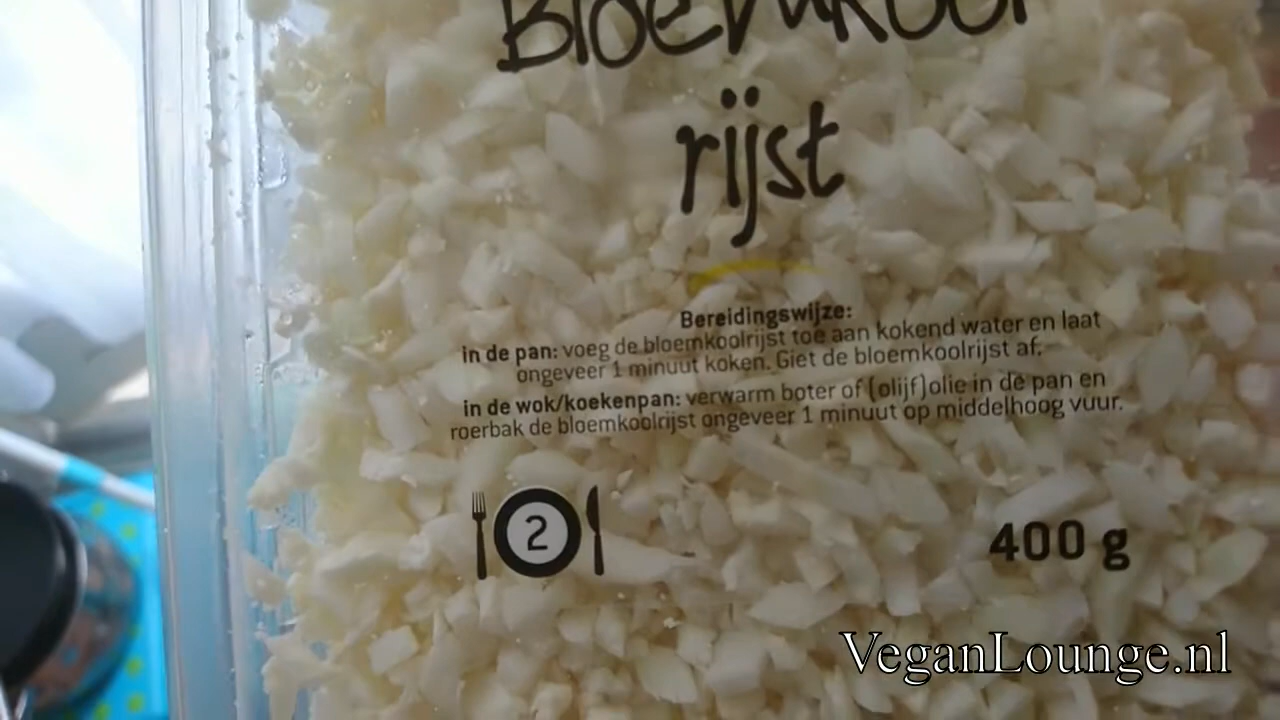 Bloemkool
rijst
Bereidingswijze:
in de pan: voeg de bloemkoolrijst toe aan kokend water en laat
ongeveer 1 minuut koken. Giet de bloemkoolrijst af.
in de wok/koekenpan: verwarm boter of (olijf)olie in de pan en
roerbak de bloemkoolrijst ongeveer 1 minuut op middelhoog vuur.
2
400 g
VeganLounge.nl